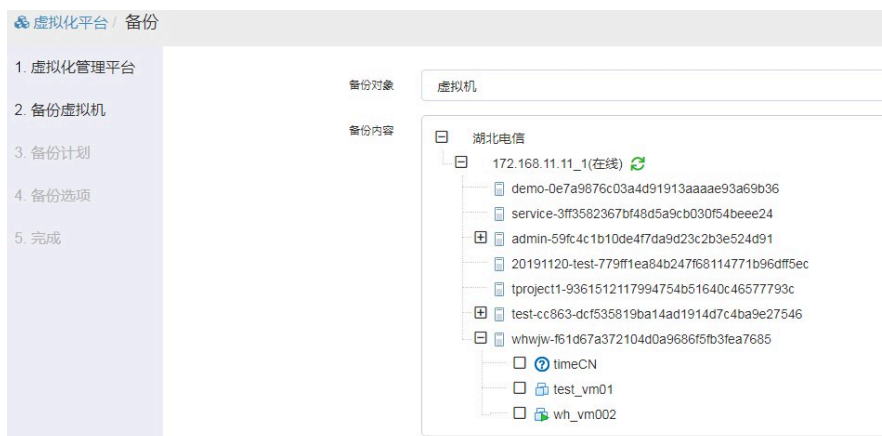 虚拟化平台 / 备份
1. 虚拟化管理平台
2. 备份虚拟机
3. 备份计划
4. 备份选项
5. 完成
备份对象
虚拟机
备份内容
湖北电信
172.168.11.11_1(在线)
demo-0e7a9876c03a4d91913aaaae93a69b36
service-3ff3582367bf48d5a9cb030f54beee24
admin-59fc4c1b10de4f7da9d23c2b3e524d91
20191120-test-779ff1ea84b247f68114771b96dff5ec
tproject1-9361512117994754b51640c46577793c
test-cc863-dcf535819ba14ad1914d7c4ba9e27546
whwjw-f61d67a372104d0a9686f5fb3fea7685
timeCN
test_vm01
wh_vm002